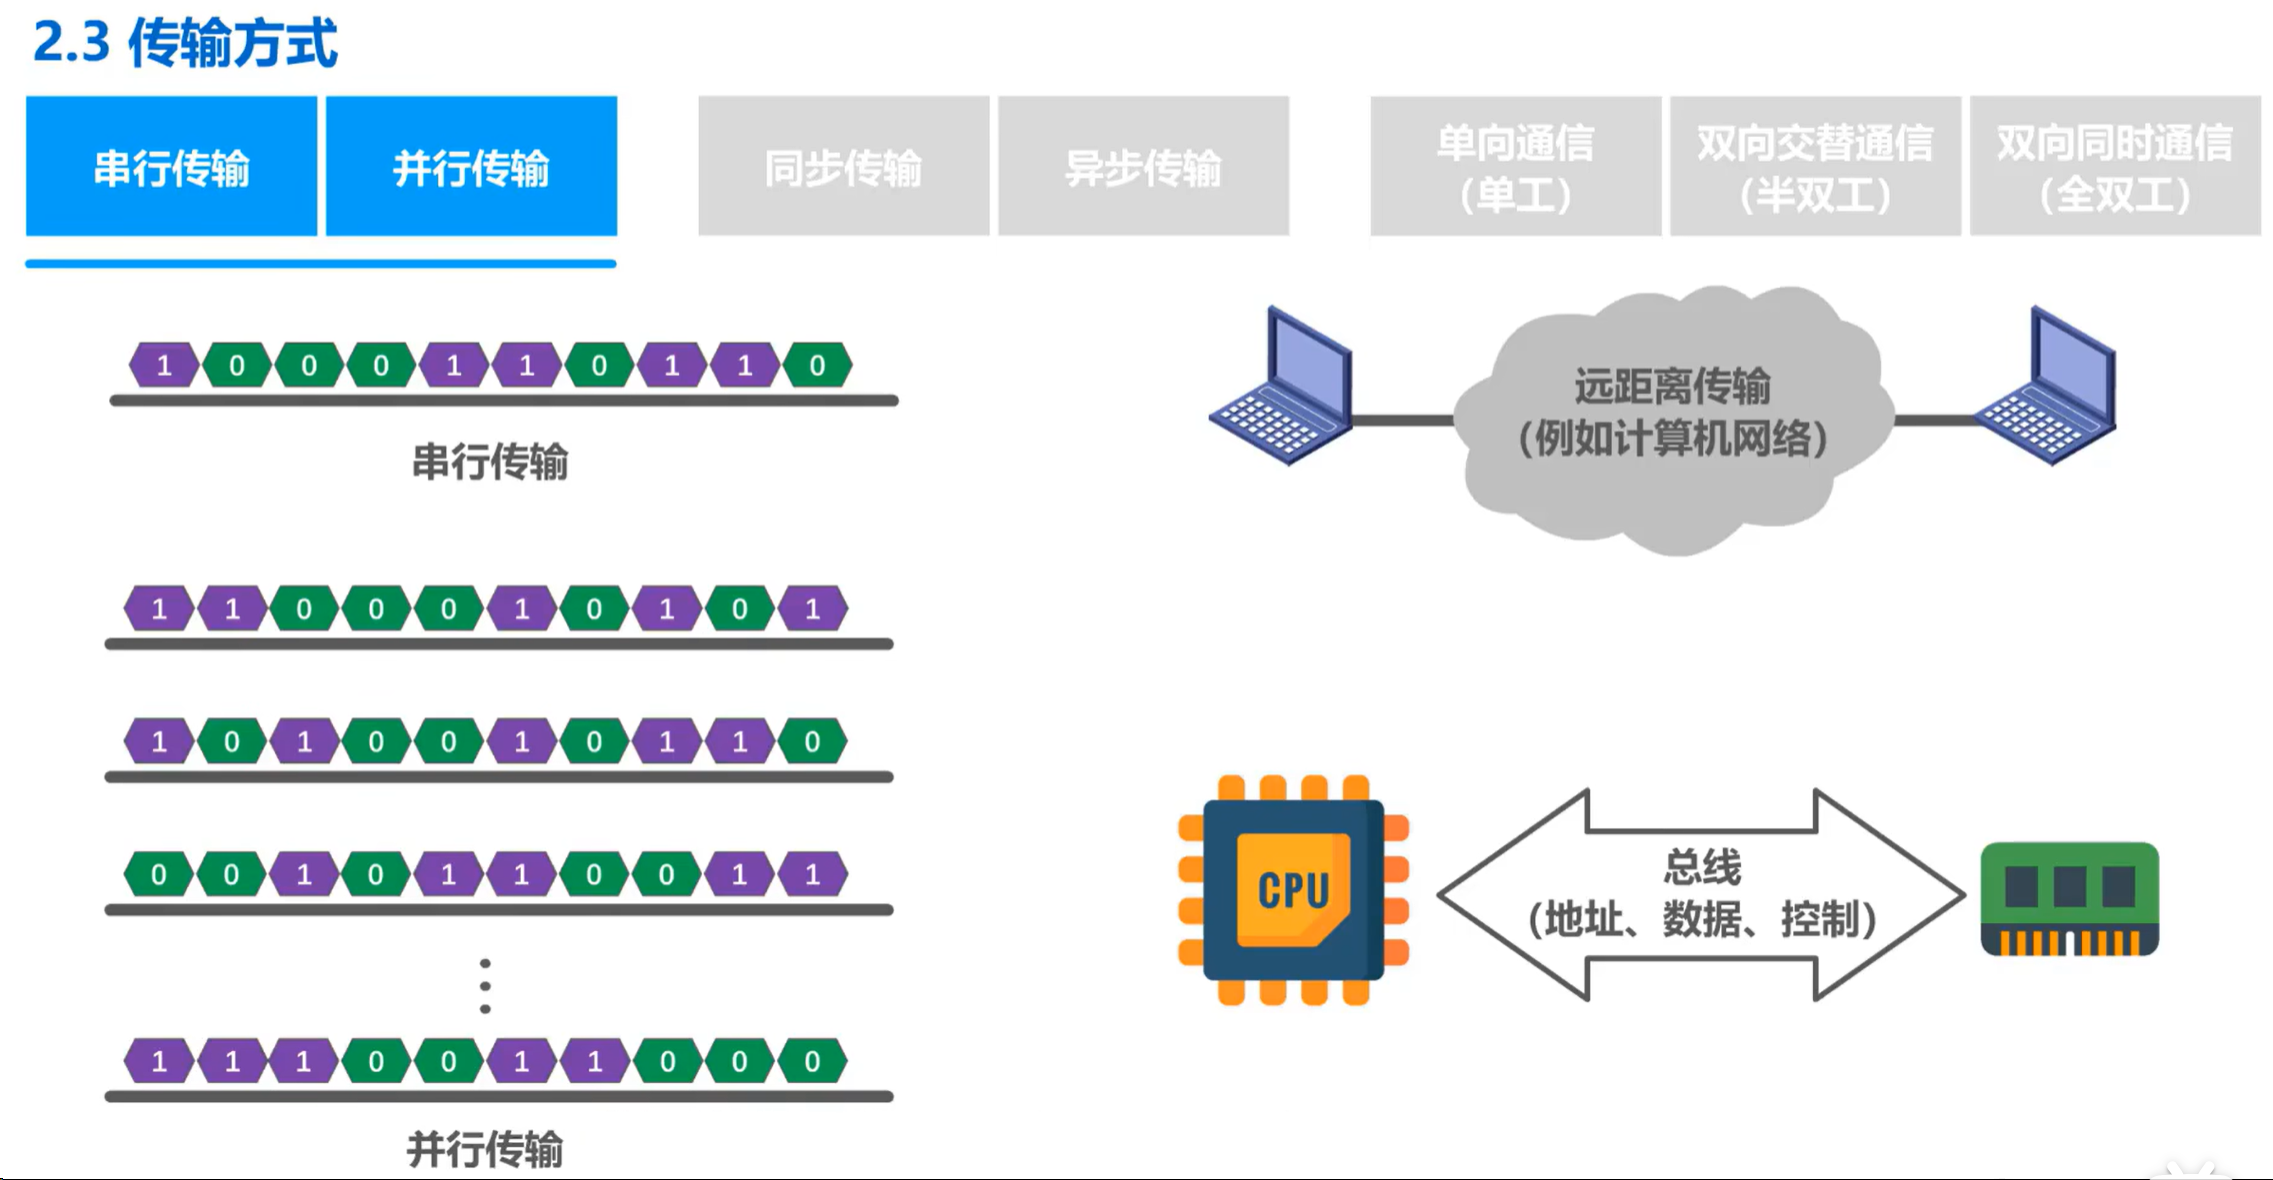 2.3 传输方式
串行传输
并行传输
同步传输
异步传输
单向通信
（单工）
双向交替通信
（半双工）
双向同时通信
（全双工）
1 0 0 0 1 1 0 1 1 0
串行传输
远距离传输
（例如计算机网络）
1 1 0 0 0 1 0 1 0 1
1 0 1 0 0 1 0 1 1 0
0 0 1 0 1 1 0 0 1 1
1 1 1 0 0 1 1 0 0 0
并行传输
CPU
总线
（地址、数据、控制）